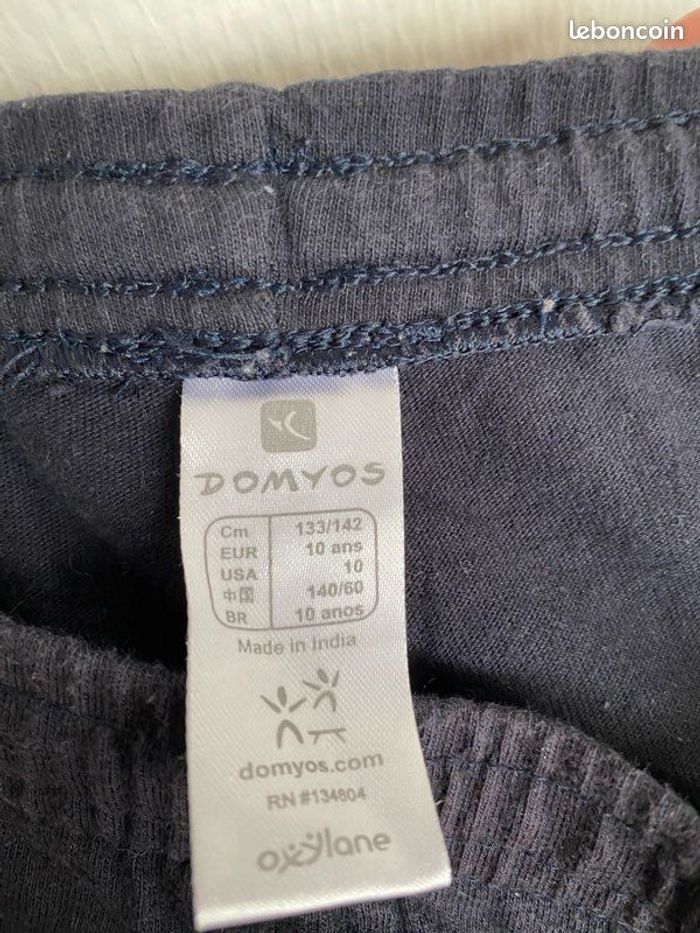 leboncoin
DOMYOS
Cm 133/142
EUR 10 ans
USA 10
中国 140/60
BR 10 anos
Made in India
domyos.com
RN #134804
oxylane